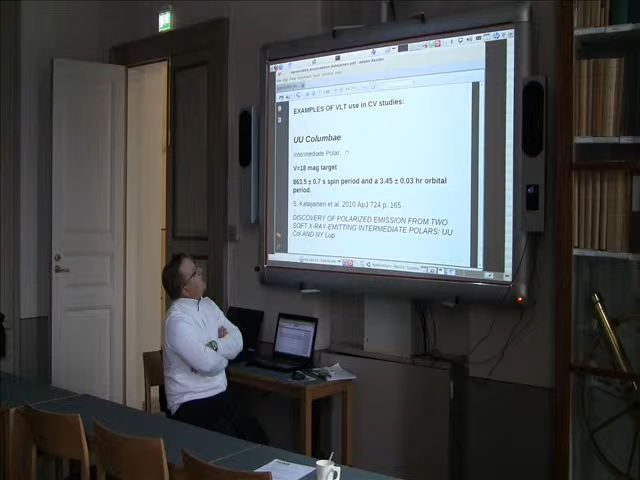 EXAMPLES OF VLT use in CV studies:
UU Columbae
Intermediate Polar.
V=18 mag target
863.5 ± 0.7 s spin period and a 3.45 ± 0.03 hr orbital
period.
S. Katajainen et al. 2010 ApJ 724 p. 165
DISCOVERY OF POLARIZED EMISSION FROM TWO
SOFT X-RAY-EMITTING INTERMEDIATE POLARS: UU
Col AND NY Lup